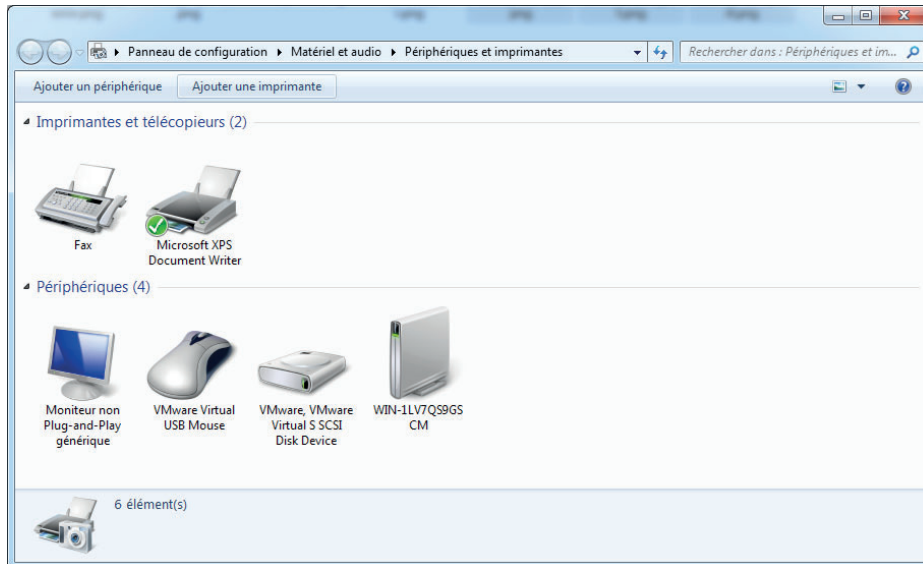 Panneau de configuration ▸ Matériel et audio ▸ Périphériques et imprimantes
Rechercher dans : Périphériques et im...
Ajouter un périphérique
Ajouter une imprimante
Imprimantes et télécopieurs (2)
Fax
Microsoft XPS
Document Writer
Périphériques (4)
Moniteur non
Plug-and-Play
générique
VMware Virtual
USB Mouse
VMware, VMware
Virtual S SCSI
Disk Device
WIN-1LV7QS9GS
CM
6 élément(s)